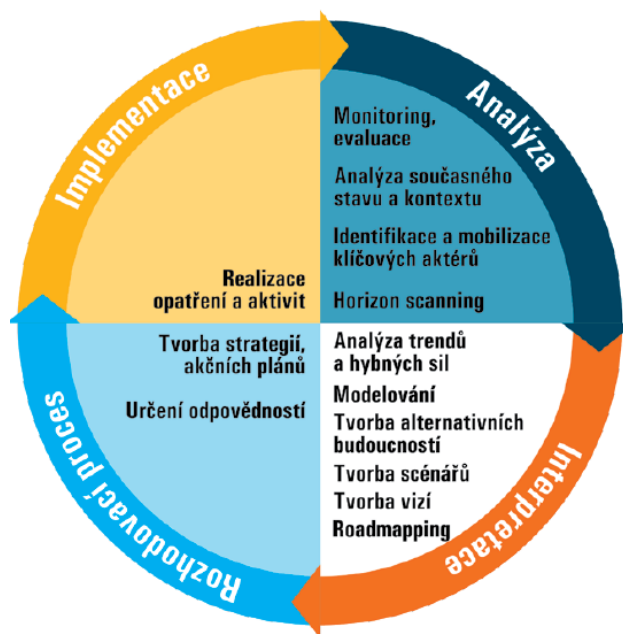 Implementace
Analýza
Monitoring,
evaluace
Analýza současného
stavu a kontextu
Identifikace a mobilizace
klíčových aktérů
Horizon scanning
Realizace
opatření a aktivit
Tvorba strategií,
akčních plánů
Určení odpovědností
Analýza trendů
a hybných sil
Modelování
Tvorba alternativních
budoucností
Tvorba scénářů
Tvorba vizí
Roadmapping
Interpretace
Rozhodovací proces